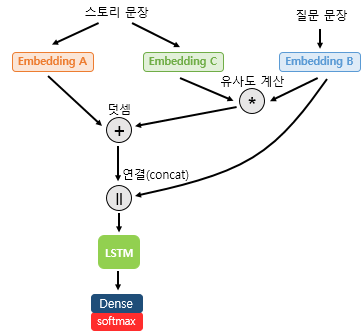 스토리 문장
질문 문장
Embedding A
Embedding C
Embedding B
유사도 계산
*
덧셈
+
연결(concat)
||
LSTM
Dense
softmax